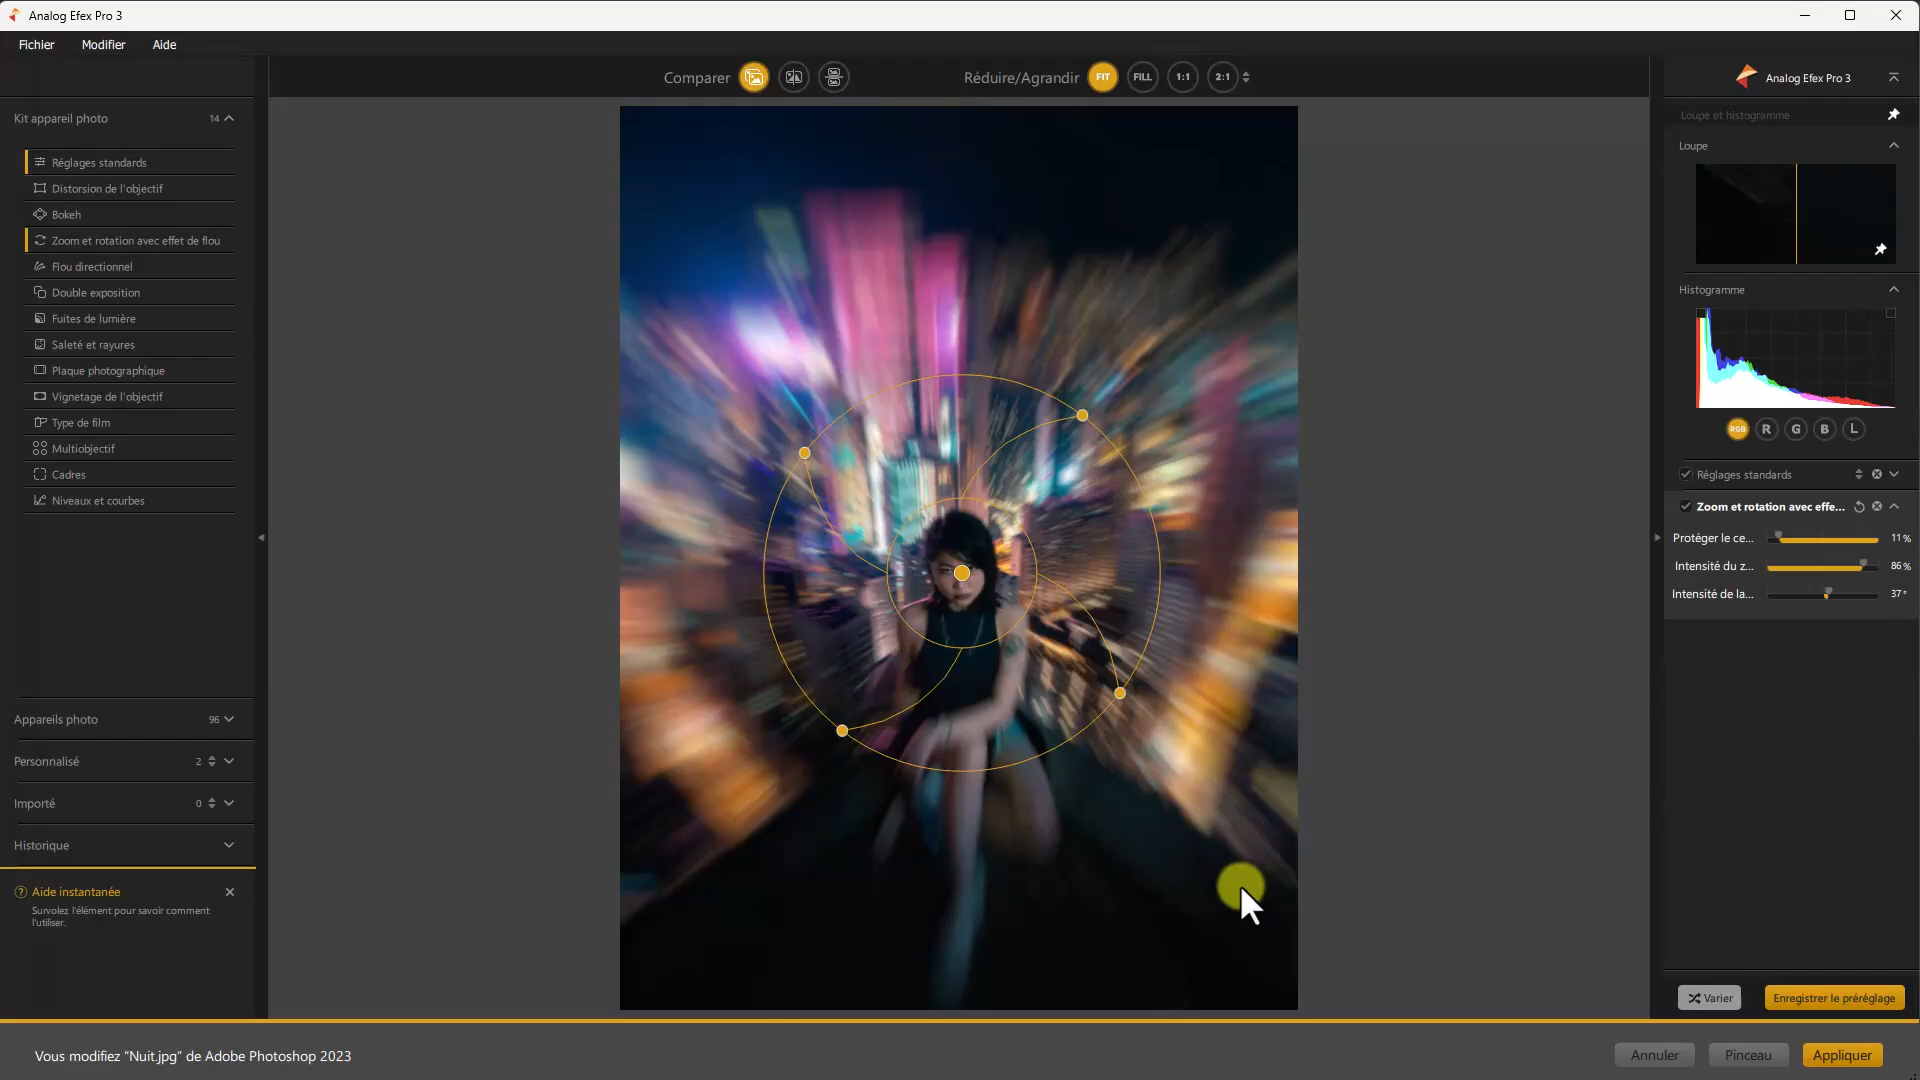 Analog Efex Pro 3
Fichier
Modifier
Aide
Comparer
Réduire/Agrandir
FIT
FILL
1:1
2:1
Kit appareil photo
14
Réglages standards
Distorsion de l'objectif
Bokeh
Zoom et rotation avec effet de flou
Flou directionnel
Double exposition
Fuites de lumière
Saleté et rayures
Plaque photographique
Vignetage de l'objectif
Type de film
Multiobjectif
Cadres
Niveaux et courbes
Appareils photo
96
Personnalisé
2
Importé
0
Historique
? Aide instantanée
Survolez l'élément pour savoir comment
l'utiliser.
Analog Efex Pro 3
Loupe et histogramme
Loupe
Histogramme
RGB
R
G
B
L
Réglages standards
Zoom et rotation avec effe...
Protéger le ce...
11 %
Intensité du z...
86 %
Intensité de la...
37 °
Varier
Enregistrer le préréglage
Vous modifiez "Nuit.jpg" de Adobe Photoshop 2023
Annuler
Pinceau
Appliquer